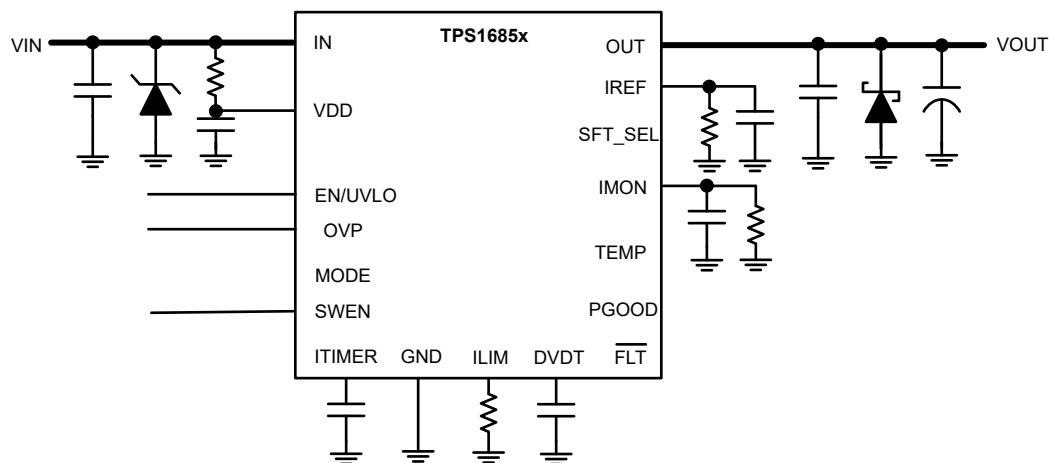 TPS1685x
VIN
IN
OUT
VOUT
IREF
VDD
SFT_SEL
IMON
EN/UVLO
OVP
TEMP
MODE
SWEN
PGOOD
ITIMER
GND
ILIM
DVDT
FLT